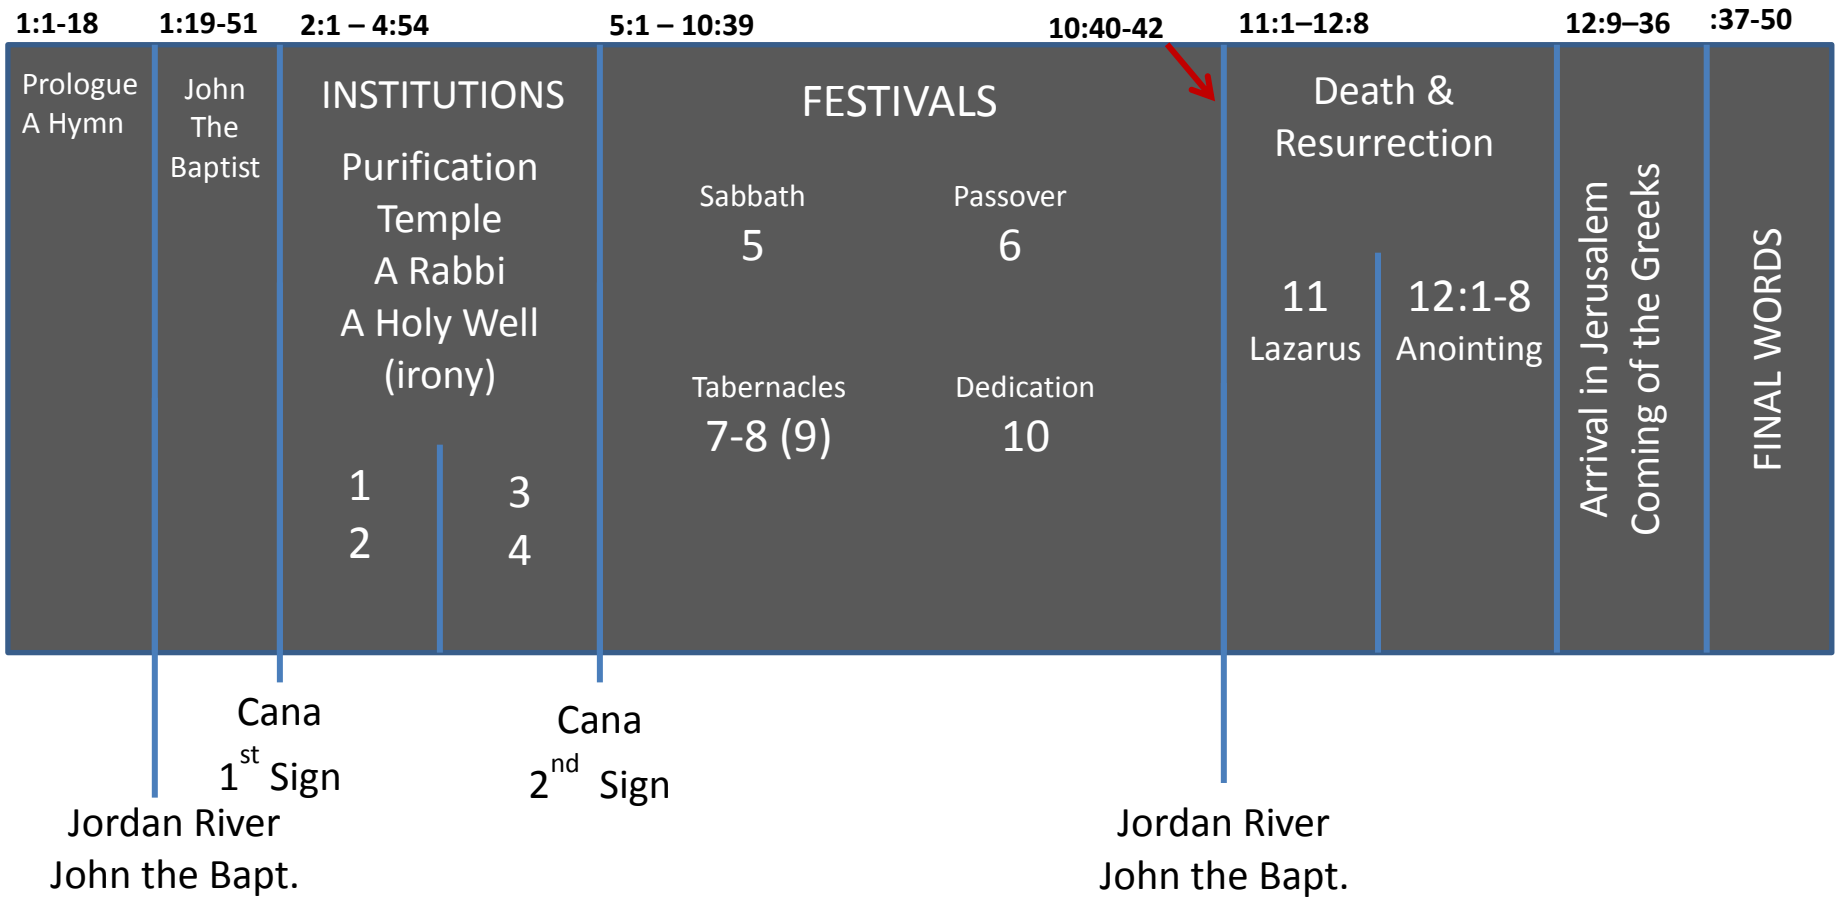 1:1-18
1:19-51
2:1 – 4:54
5:1 – 10:39
10:40-42
11:1–12:8
12:9–36
:37-50
Prologue
A Hymn
John
The
Baptist
INSTITUTIONS
Purification
Temple
A Rabbi
A Holy Well
(irony)
1
2
3
4
FESTIVALS
Sabbath
5
Passover
6
Tabernacles
7-8 (9)
Dedication
10
Death &
Resurrection
11
Lazarus
12:1-8
Anointing
Arrival in Jerusalem
Coming of the Greeks
FINAL WORDS
Cana
1st Sign
Cana
2nd Sign
Jordan River
John the Bapt.
Jordan River
John the Bapt.